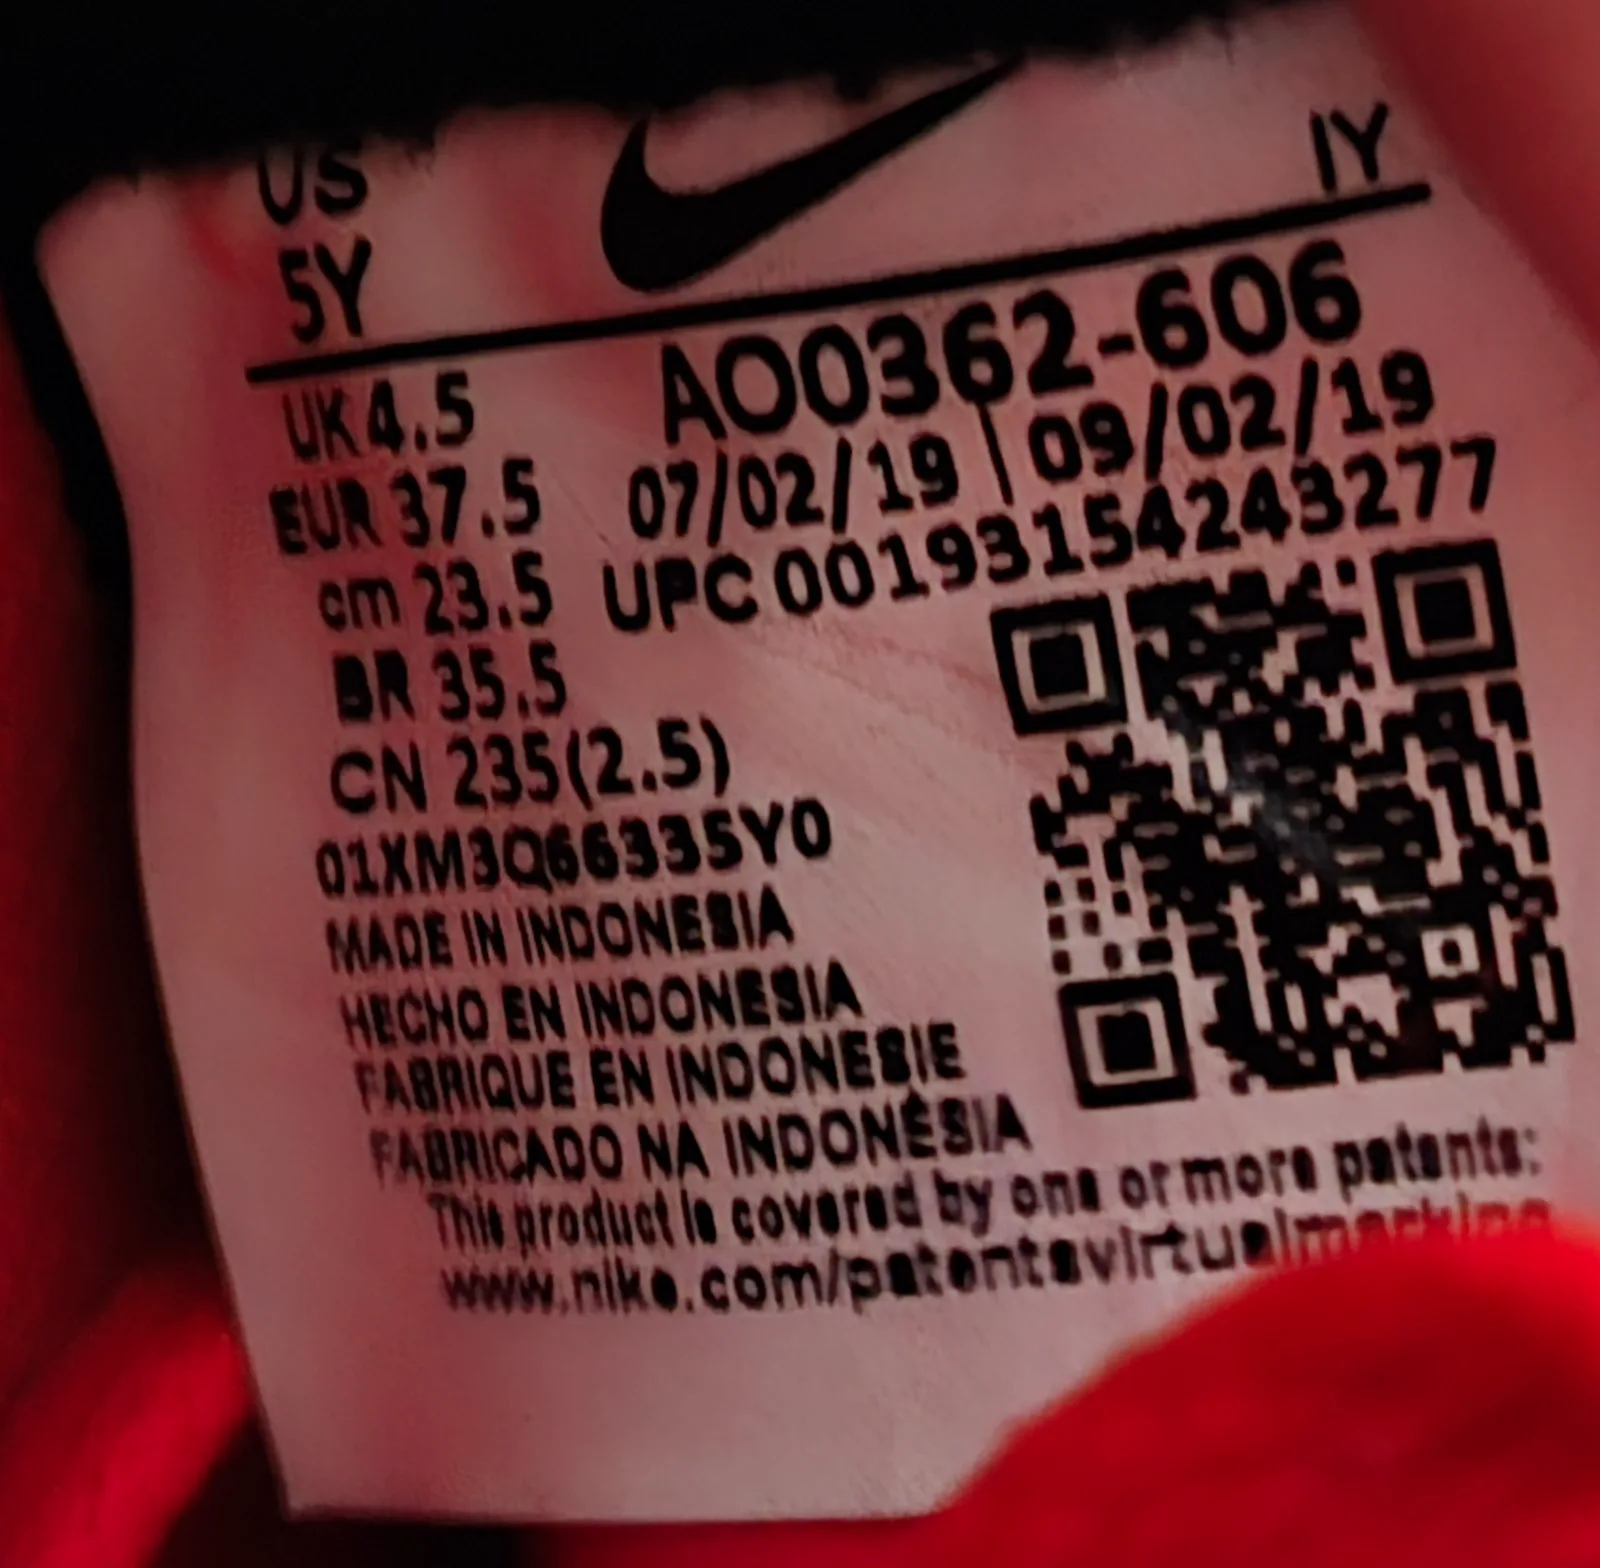 US
5Y
IY
UK 4.5
AO0362-606
EUR 37.5
07/02/19 | 09/02/19
cm 23.5
UPC 00193154243277
BR 35.5
CN 235(2.5)
01XM3Q66335Y0
MADE IN INDONESIA
HECHO EN INDONESIA
FABRIQUE EN INDONESIE
FABRICADO NA INDONÉSIA
This product is covered by one or more patents:
www.nike.com/patentsvirtualmarking